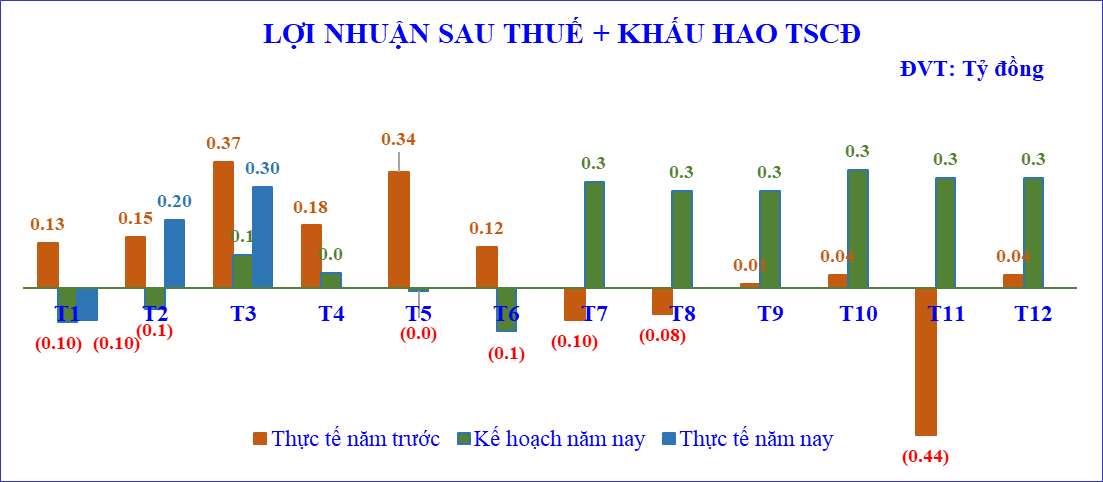 LỢI NHUẬN SAU THUẾ + KHẤU HAO TSCĐ
ĐVT: Tỷ đồng
0.13 0.15 0.20 0.37 0.1 0.30 0.18 0.0 0.34 0.12 0.3 0.3 0.01 0.3 0.04 0.3 0.3 0.04 0.3
T1 T2 T3 T4 T5 T6 T7 T8 T9 T10 T11 T12
(0.10) (0.10) (0.1) (0.0) (0.1) (0.10) (0.08) (0.44)
Thực tế năm trước Kế hoạch năm nay Thực tế năm nay